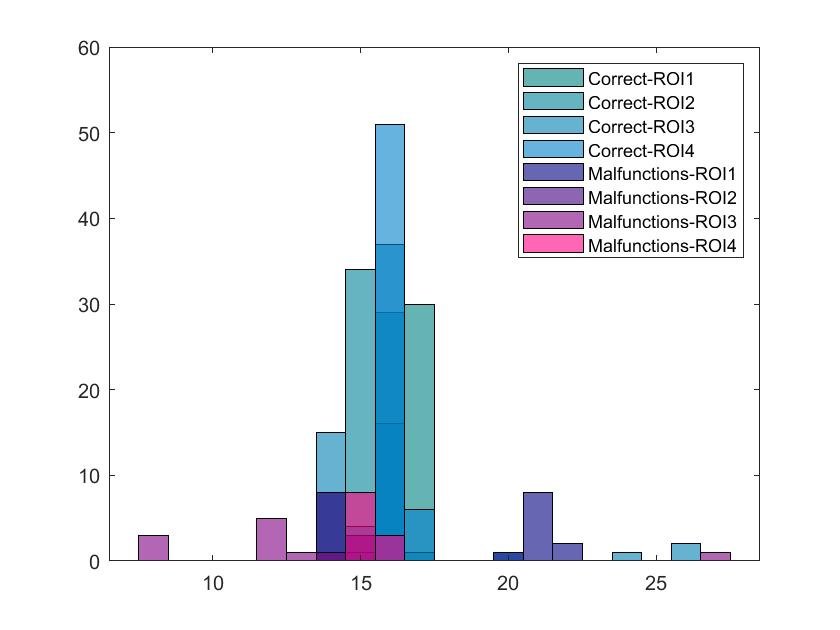 60
50
40
30
20
10
0
10
15
20
25
Correct-ROI1
Correct-ROI2
Correct-ROI3
Correct-ROI4
Malfunctions-ROI1
Malfunctions-ROI2
Malfunctions-ROI3
Malfunctions-ROI4